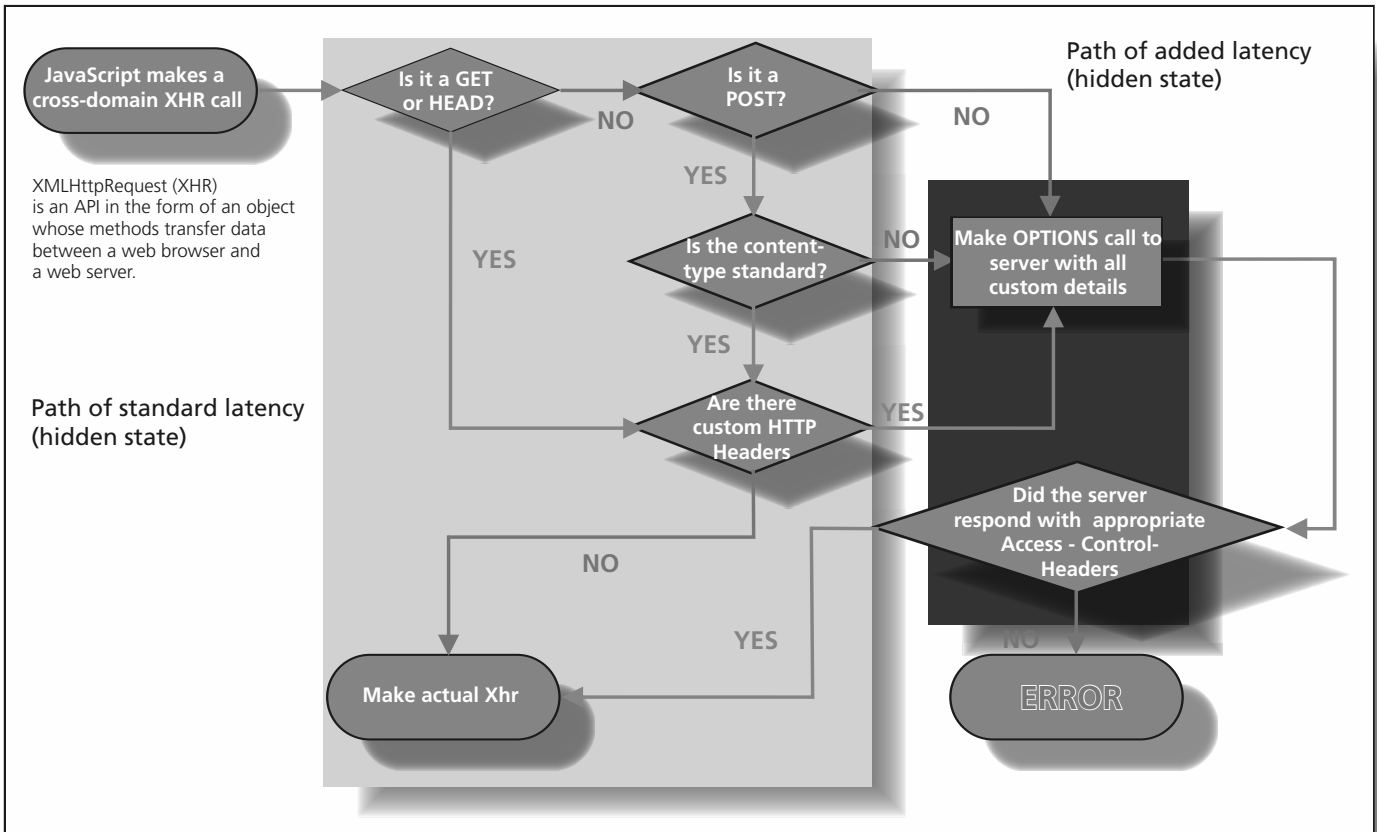 JavaScript makes a
cross-domain XHR call
Is it a GET
or HEAD?
NO
Is it a
POST?
NO
Path of added latency
(hidden state)
XMLHttpRequest (XHR)
is an API in the form of an object
whose methods transfer data
between a web browser and
a web server.
YES
YES
Is the content-
type standard?
NO
Make OPTIONS call to
server with all
custom details
YES
Path of standard latency
(hidden state)
Are there
custom HTTP
Headers
YES
Did the server
respond with appropriate
Access - Control-
Headers
NO
YES
NO
Make actual Xhr
ERROR